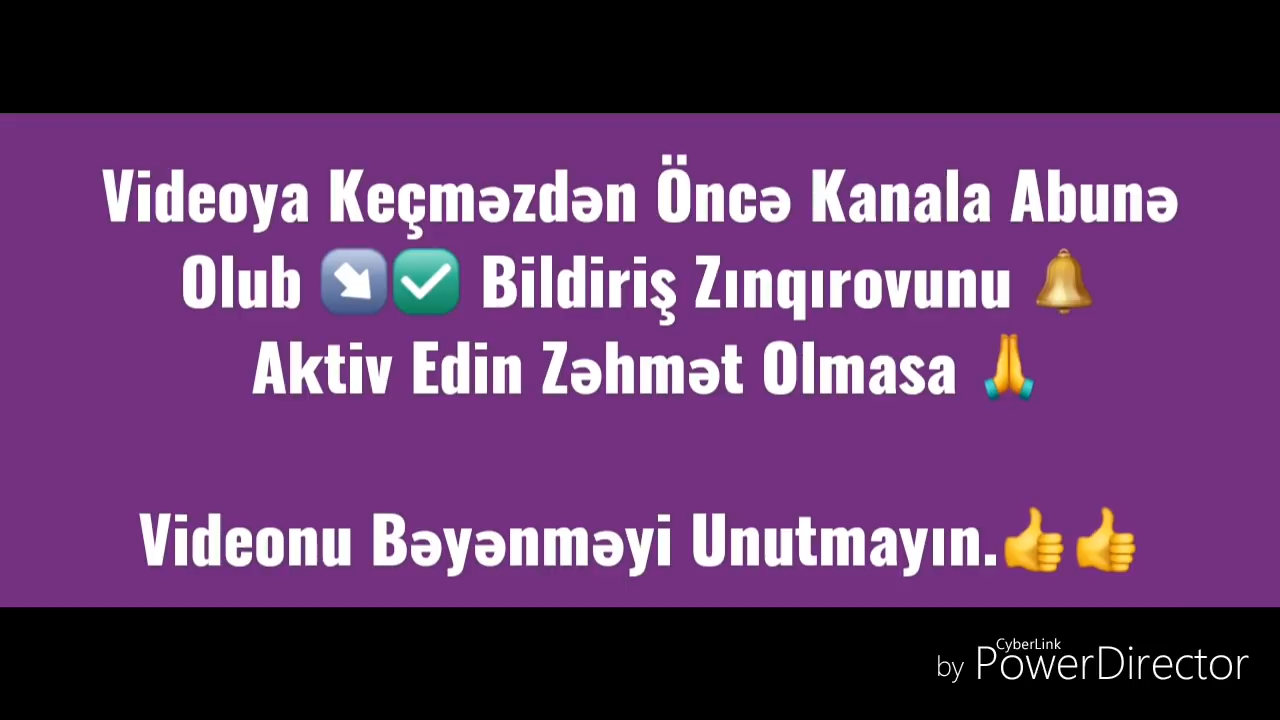 Videoya Keçməzdən Öncə Kanala Abunə
Olub ↘️✅ Bildiriş Zınqırovunu 🔔
Aktiv Edin Zəhmət Olmasa 🙏
Videonu Bəyənməyi Unutmayın.👍👍
CyberLink
by PowerDirector